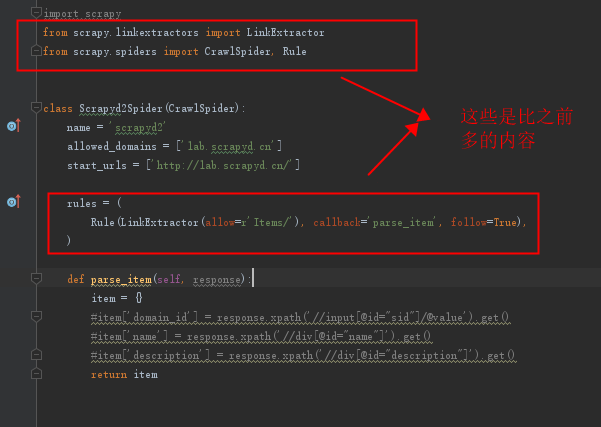 import scrapy
from scrapy.linkextractors import LinkExtractor
from scrapy.spiders import CrawlSpider, Rule
class Scrapyd2Spider(CrawlSpider):
name = 'scrapyd2'
allowed_domains = ['lab.scrapyd.cn']
start_urls = ['http://lab.scrapyd.cn/']
这些是比之前
多的内容
rules = (
Rule(LinkExtractor(allow=r'Items/'), callback='parse_item', follow=True),
)
def parse_item(self, response):
item = {}
#item['domain_id'] = response.xpath('//input[@id="sid"]/@value').get()
#item['name'] = response.xpath('//div[@id="name"]').get()
#item['description'] = response.xpath('//div[@id="description"]').get()
return item